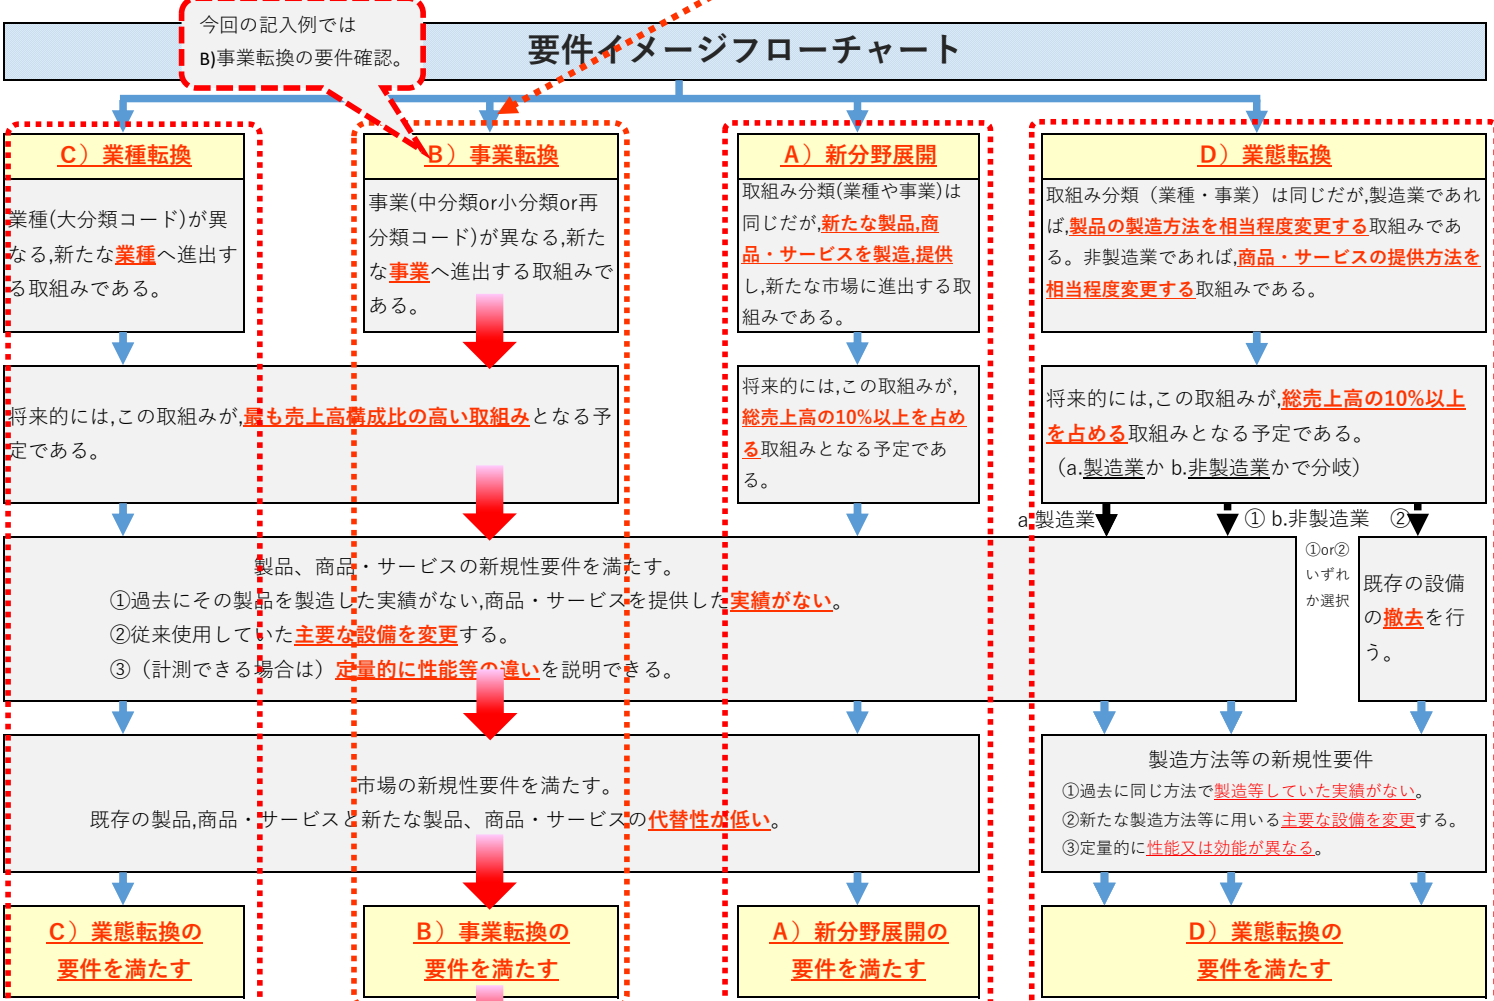 今回の記入例では
B)事業転換の要件確認。
要件イメージフローチャート
C）業種転換
業種(大分類コード)が異
なる,新たな業種へ進出す
る取組みである。
B）事業転換
事業(中分類or小分類or再
分類コード)が異なる,新た
な事業へ進出する取組みで
ある。
A）新分野展開
取組み分類(業種や事業)は
同じだが,新たな製品,商
品・サービスを製造,提供
し,新たな市場に進出する取
組みである。
D）業態転換
取組み分類（業種・事業）は同じだが,製造業であれ
ば,製品の製造方法を相当程度変更する取組みであ
る。非製造業であれば,商品・サービスの提供方法を
相当程度変更する取組みである。
将来的には,この取組みが,最も売上高構成比の高い取組みとなる予
定である。
将来的には,この取組みが,
総売上高の10%以上を占め
る取組みとなる予定であ
る。
将来的には,この取組みが,総売上高の10%以上
を占める取組みとなる予定である。
（a.製造業か b.非製造業かで分岐）
a.製造業
① b.非製造業 ②
①or②
いずれ
か選択
製品、商品・サービスの新規性要件を満たす。
①過去にその製品を製造した実績がない,商品・サービスを提供した実績がない。
②従来使用していた主要な設備を変更する。
③（計測できる場合は）定量的に性能等の違いを説明できる。
既存の設備
の撤去を行
う。
市場の新規性要件を満たす。
既存の製品,商品・サービスと新たな製品、商品・サービスの代替性が低い。
製造方法等の新規性要件
①過去に同じ方法で製造等していた実績がない。
②新たな製造方法等に用いる主要な設備を変更する。
③定量的に性能又は効能が異なる。
C）業態転換の
要件を満たす
B）事業転換の
要件を満たす
A）新分野展開の
要件を満たす
D）業態転換の
要件を満たす